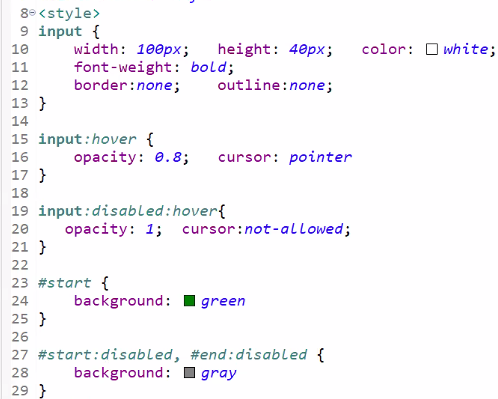 8 <style>
9 input {
10     width: 100px;   height: 40px;   color: white;
11     font-weight: bold;
12     border:none;    outline:none;
13 }
14
15 input:hover {
16     opacity: 0.8;   cursor: pointer
17 }
18
19 input:disabled:hover{
20    opacity: 1;  cursor:not-allowed;
21 }
22
23 #start {
24     background: green
25 }
26
27 #start:disabled, #end:disabled {
28     background: gray
29 }